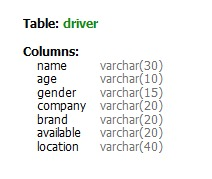 Table: driver
Columns:
name varchar(30)
age varchar(10)
gender varchar(15)
company varchar(20)
brand varchar(20)
available varchar(20)
location varchar(40)